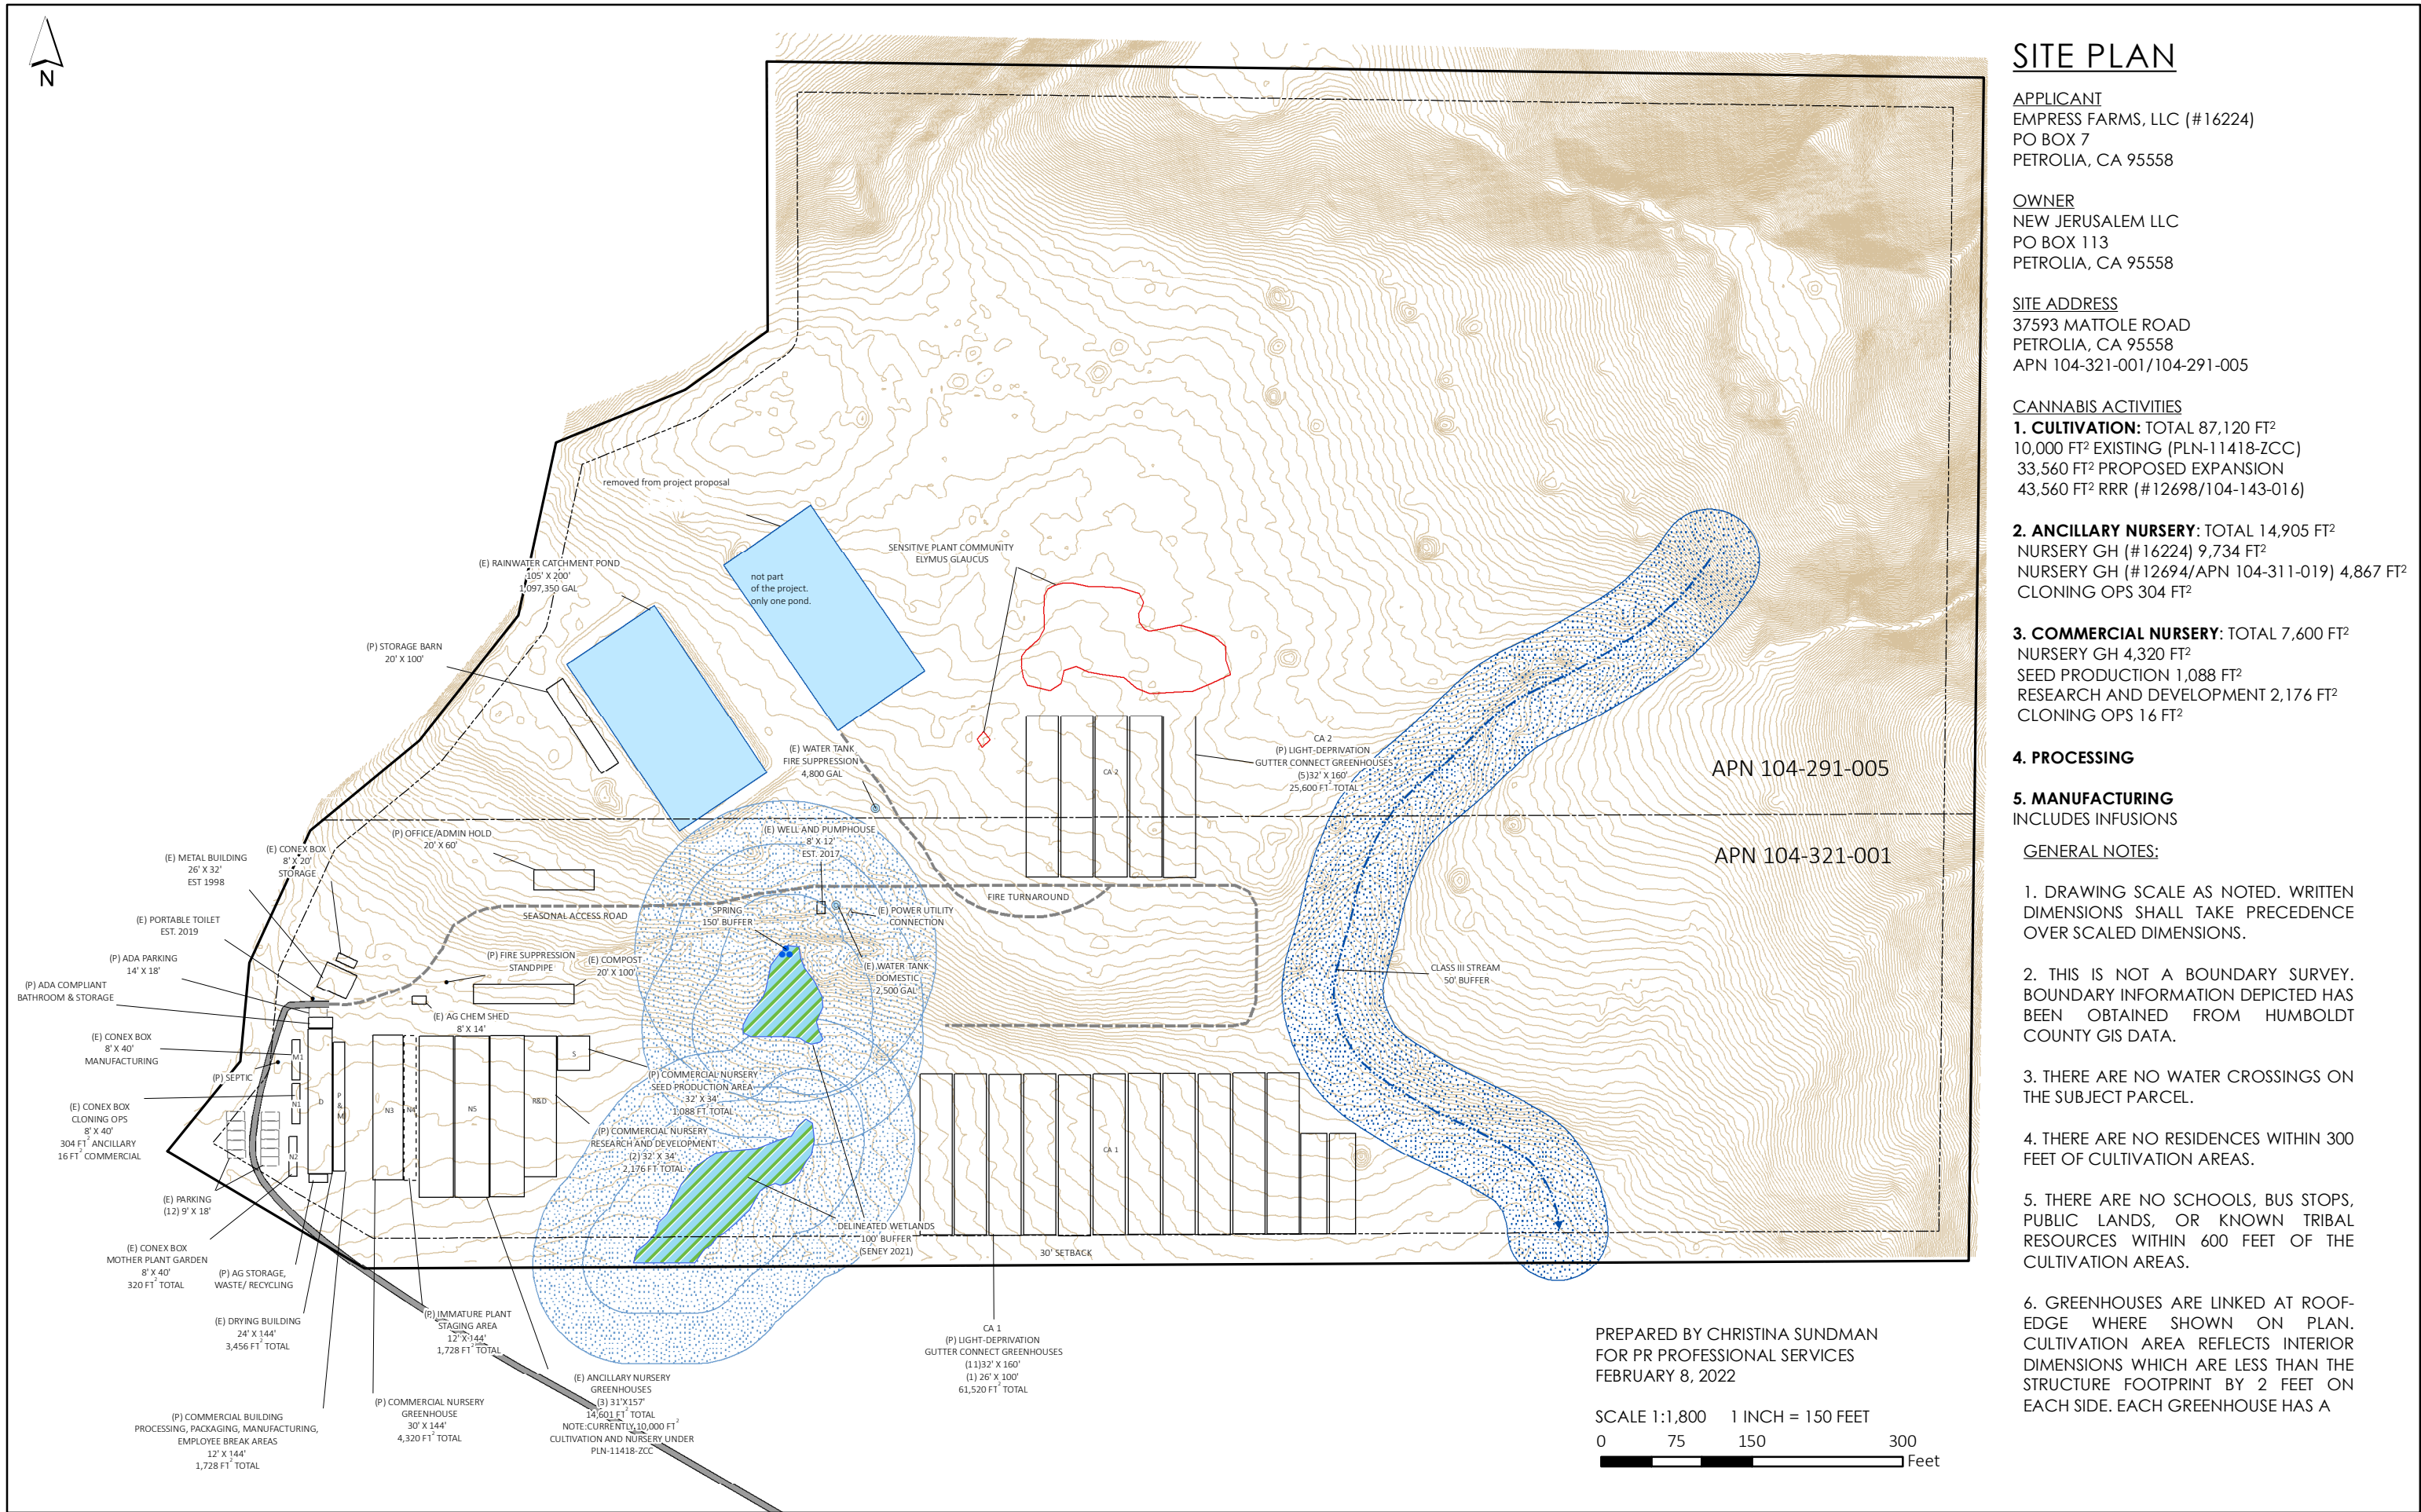 N
SITE PLAN
APPLICANT
EMPRESS FARMS, LLC (#16224)
PO BOX 7
PETROLIA, CA 95558
OWNER
NEW JERUSALEM LLC
PO BOX 113
PETROLIA, CA 95558
SITE ADDRESS
37593 MATTOLE ROAD
PETROLIA, CA 95558
APN 104-321-001/104-291-005
CANNABIS ACTIVITIES
1. CULTIVATION: TOTAL 87,120 FT²
10,000 FT² EXISTING (PLN-11418-ZCC)
33,560 FT² PROPOSED EXPANSION
43,560 FT² RRR (#12698/104-143-016)
2. ANCILLARY NURSERY: TOTAL 14,905 FT²
NURSERY GH (#16224) 9,734 FT²
NURSERY GH (#12694/APN 104-311-019) 4,867 FT²
CLONING OPS 304 FT²
3. COMMERCIAL NURSERY: TOTAL 7,600 FT²
NURSERY GH 4,320 FT²
SEED PRODUCTION 1,088 FT²
RESEARCH AND DEVELOPMENT 2,176 FT²
CLONING OPS 16 FT²
4. PROCESSING
5. MANUFACTURING
INCLUDES INFUSIONS
GENERAL NOTES:
1. DRAWING SCALE AS NOTED. WRITTEN
DIMENSIONS SHALL TAKE PRECEDENCE
OVER SCALED DIMENSIONS.
2. THIS IS NOT A BOUNDARY SURVEY.
BOUNDARY INFORMATION DEPICTED HAS
BEEN OBTAINED FROM HUMBOLDT
COUNTY GIS DATA.
3. THERE ARE NO WATER CROSSINGS ON
THE SUBJECT PARCEL.
4. THERE ARE NO RESIDENCES WITHIN 300
FEET OF CULTIVATION AREAS.
5. THERE ARE NO SCHOOLS, BUS STOPS,
PUBLIC LANDS, OR KNOWN TRIBAL
RESOURCES WITHIN 600 FEET OF THE
CULTIVATION AREAS.
6. GREENHOUSES ARE LINKED AT ROOF-
EDGE WHERE SHOWN ON PLAN.
CULTIVATION AREA REFLECTS INTERIOR
DIMENSIONS WHICH ARE LESS THAN THE
STRUCTURE FOOTPRINT BY 2 FEET ON
EACH SIDE. EACH GREENHOUSE HAS A
removed from project proposal
(E) RAINWATER CATCHMENT POND
105' X 200'
1,097,350 GAL
not part
of the project.
only one pond.
SENSITIVE PLANT COMMUNITY
ELYMUS GLAUCUS
(P) STORAGE BARN
20' X 100'
(E) WATER TANK
FIRE SUPPRESSION
4,800 GAL
CA 2
CA 2
(P) LIGHT-DEPRIVATION
GUTTER CONNECT GREENHOUSES
(5)32' X 160'
25,600 FT² TOTAL
APN 104-291-005
APN 104-321-001
(P) OFFICE/ADMIN HOLD
20' X 60'
(E) WELL AND PUMPHOUSE
8' X 12'
EST. 2017
(E) CONEX BOX
8' X 20'
STORAGE
(E) METAL BUILDING
26' X 32'
EST 1998
(E) PORTABLE TOILET
EST. 2019
(P) ADA PARKING
14' X 18'
(P) ADA COMPLIANT
BATHROOM & STORAGE
SEASONAL ACCESS ROAD
FIRE TURNAROUND
SPRING
150' BUFFER
(E) POWER UTILITY
CONNECTION
(P) FIRE SUPPRESSION
STANDPIPE
(E) COMPOST
20' X 100'
(E) WATER TANK
DOMESTIC
2,500 GAL
CLASS III STREAM
50' BUFFER
(E) AG CHEM SHED
8' X 14'
(E) CONEX BOX
8' X 40'
MANUFACTURING
(P) SEPTIC
(E) CONEX BOX
CLONING OPS
8' X 40'
304 FT² ANCILLARY
16 FT² COMMERCIAL
M1
N1
N2
D
P
&
M
N3
N4
N5
R&D
S
(P) COMMERCIAL NURSERY
SEED PRODUCTION AREA
32' X 34'
1,088 FT² TOTAL
(P) COMMERCIAL NURSERY
RESEARCH AND DEVELOPMENT
(2) 32' X 34'
2,176 FT² TOTAL
CA 1
DELINEATED WETLANDS
100' BUFFER
(SENEY 2021)
30' SETBACK
(E) PARKING
(12) 9' X 18'
(E) CONEX BOX
MOTHER PLANT GARDEN
8' X 40'
320 FT² TOTAL
(P) AG STORAGE,
WASTE/ RECYCLING
(E) DRYING BUILDING
24' X 144'
3,456 FT² TOTAL
(P) IMMATURE PLANT
STAGING AREA
12' X 144'
1,728 FT² TOTAL
(P) COMMERCIAL BUILDING
PROCESSING, PACKAGING, MANUFACTURING,
EMPLOYEE BREAK AREAS
12' X 144'
1,728 FT² TOTAL
(P) COMMERCIAL NURSERY
GREENHOUSE
30' X 144'
4,320 FT² TOTAL
(E) ANCILLARY NURSERY
GREENHOUSES
(3) 31'X157'
14,601 FT² TOTAL
NOTE:CURRENTLY 10,000 FT²
CULTIVATION AND NURSERY UNDER
PLN-11418-ZCC
CA 1
(P) LIGHT-DEPRIVATION
GUTTER CONNECT GREENHOUSES
(11)32' X 160'
(1) 26' X 100'
61,520 FT² TOTAL
PREPARED BY CHRISTINA SUNDMAN
FOR PR PROFESSIONAL SERVICES
FEBRUARY 8, 2022
SCALE 1:1,800 1 INCH = 150 FEET
0 75 150 300
Feet